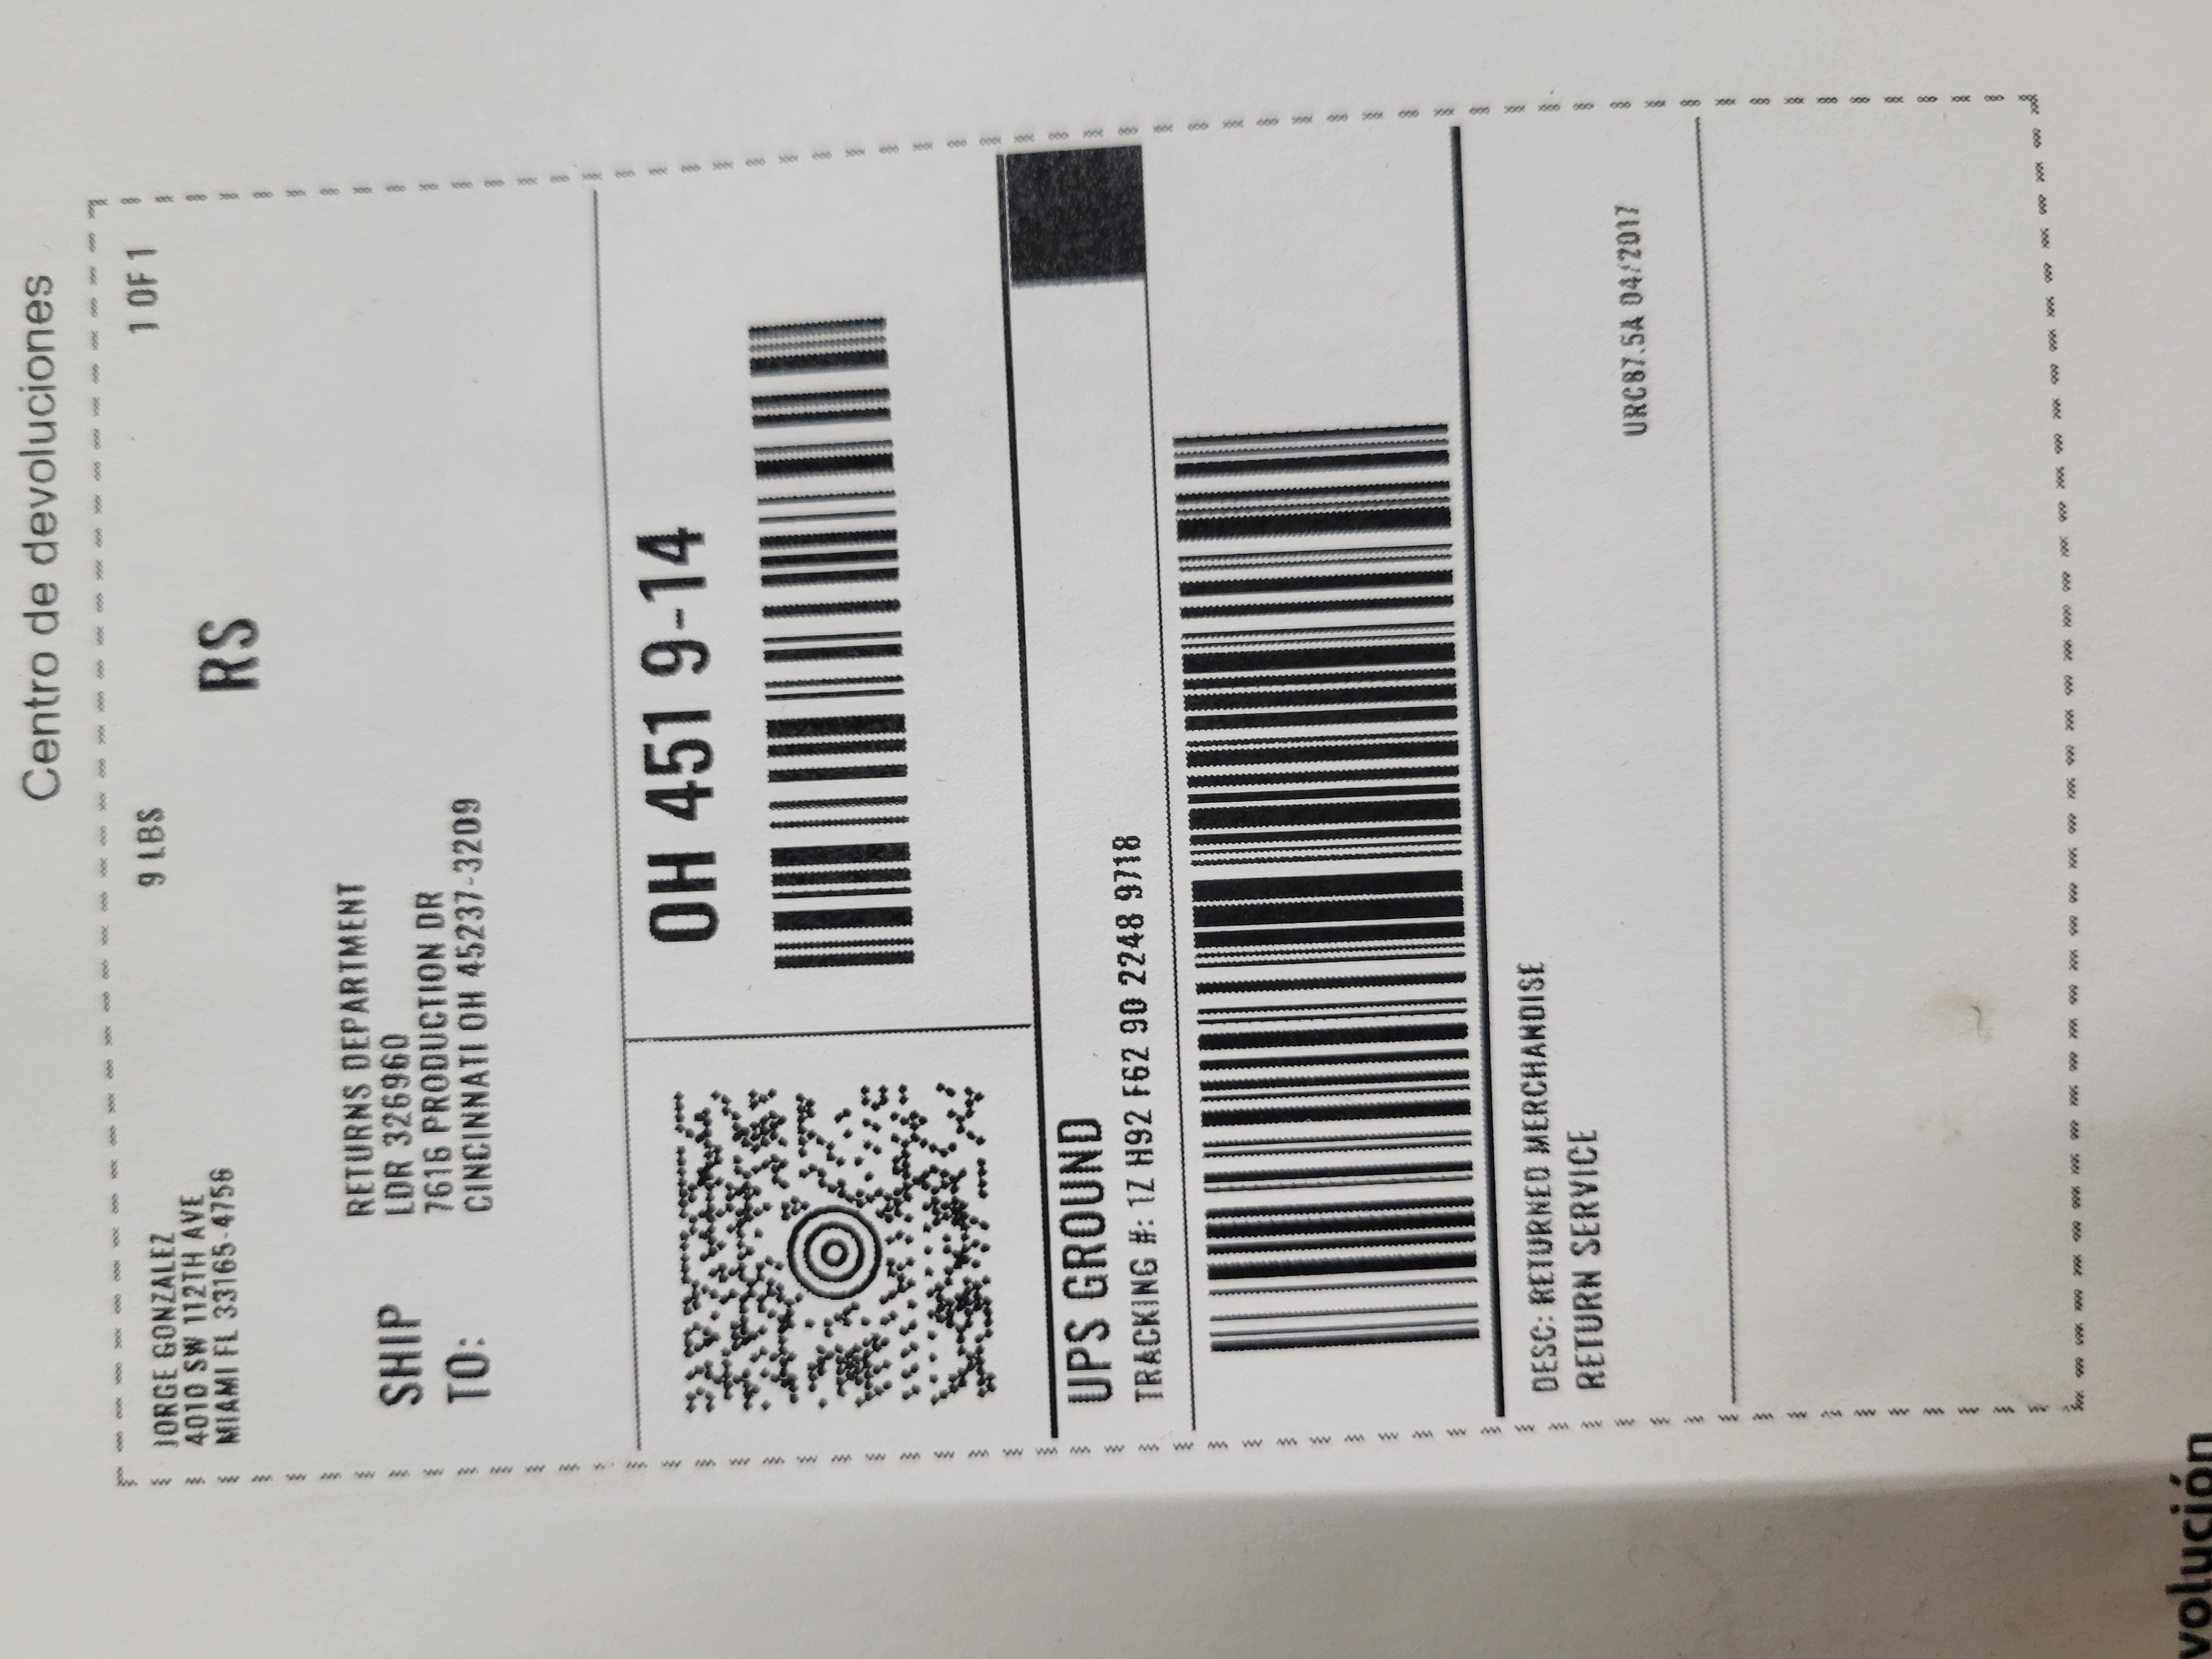 Centro de devoluciones
JORGE GONZALEZ
4010 SW 112TH AVE
MIAMI FL 33165-4756
9 LBS
1 OF 1
RS
SHIP
TO:
RETURNS DEPARTMENT
LDR 326960
7616 PRODUCTION DR
CINCINNATI OH 45237-3209
OH 451 9-14
UPS GROUND
TRACKING #: 1Z H92 F62 90 2248 9718
DESC: RETURNED MERCHANDISE
RETURN SERVICE
URC87.5A 04/2017
volución